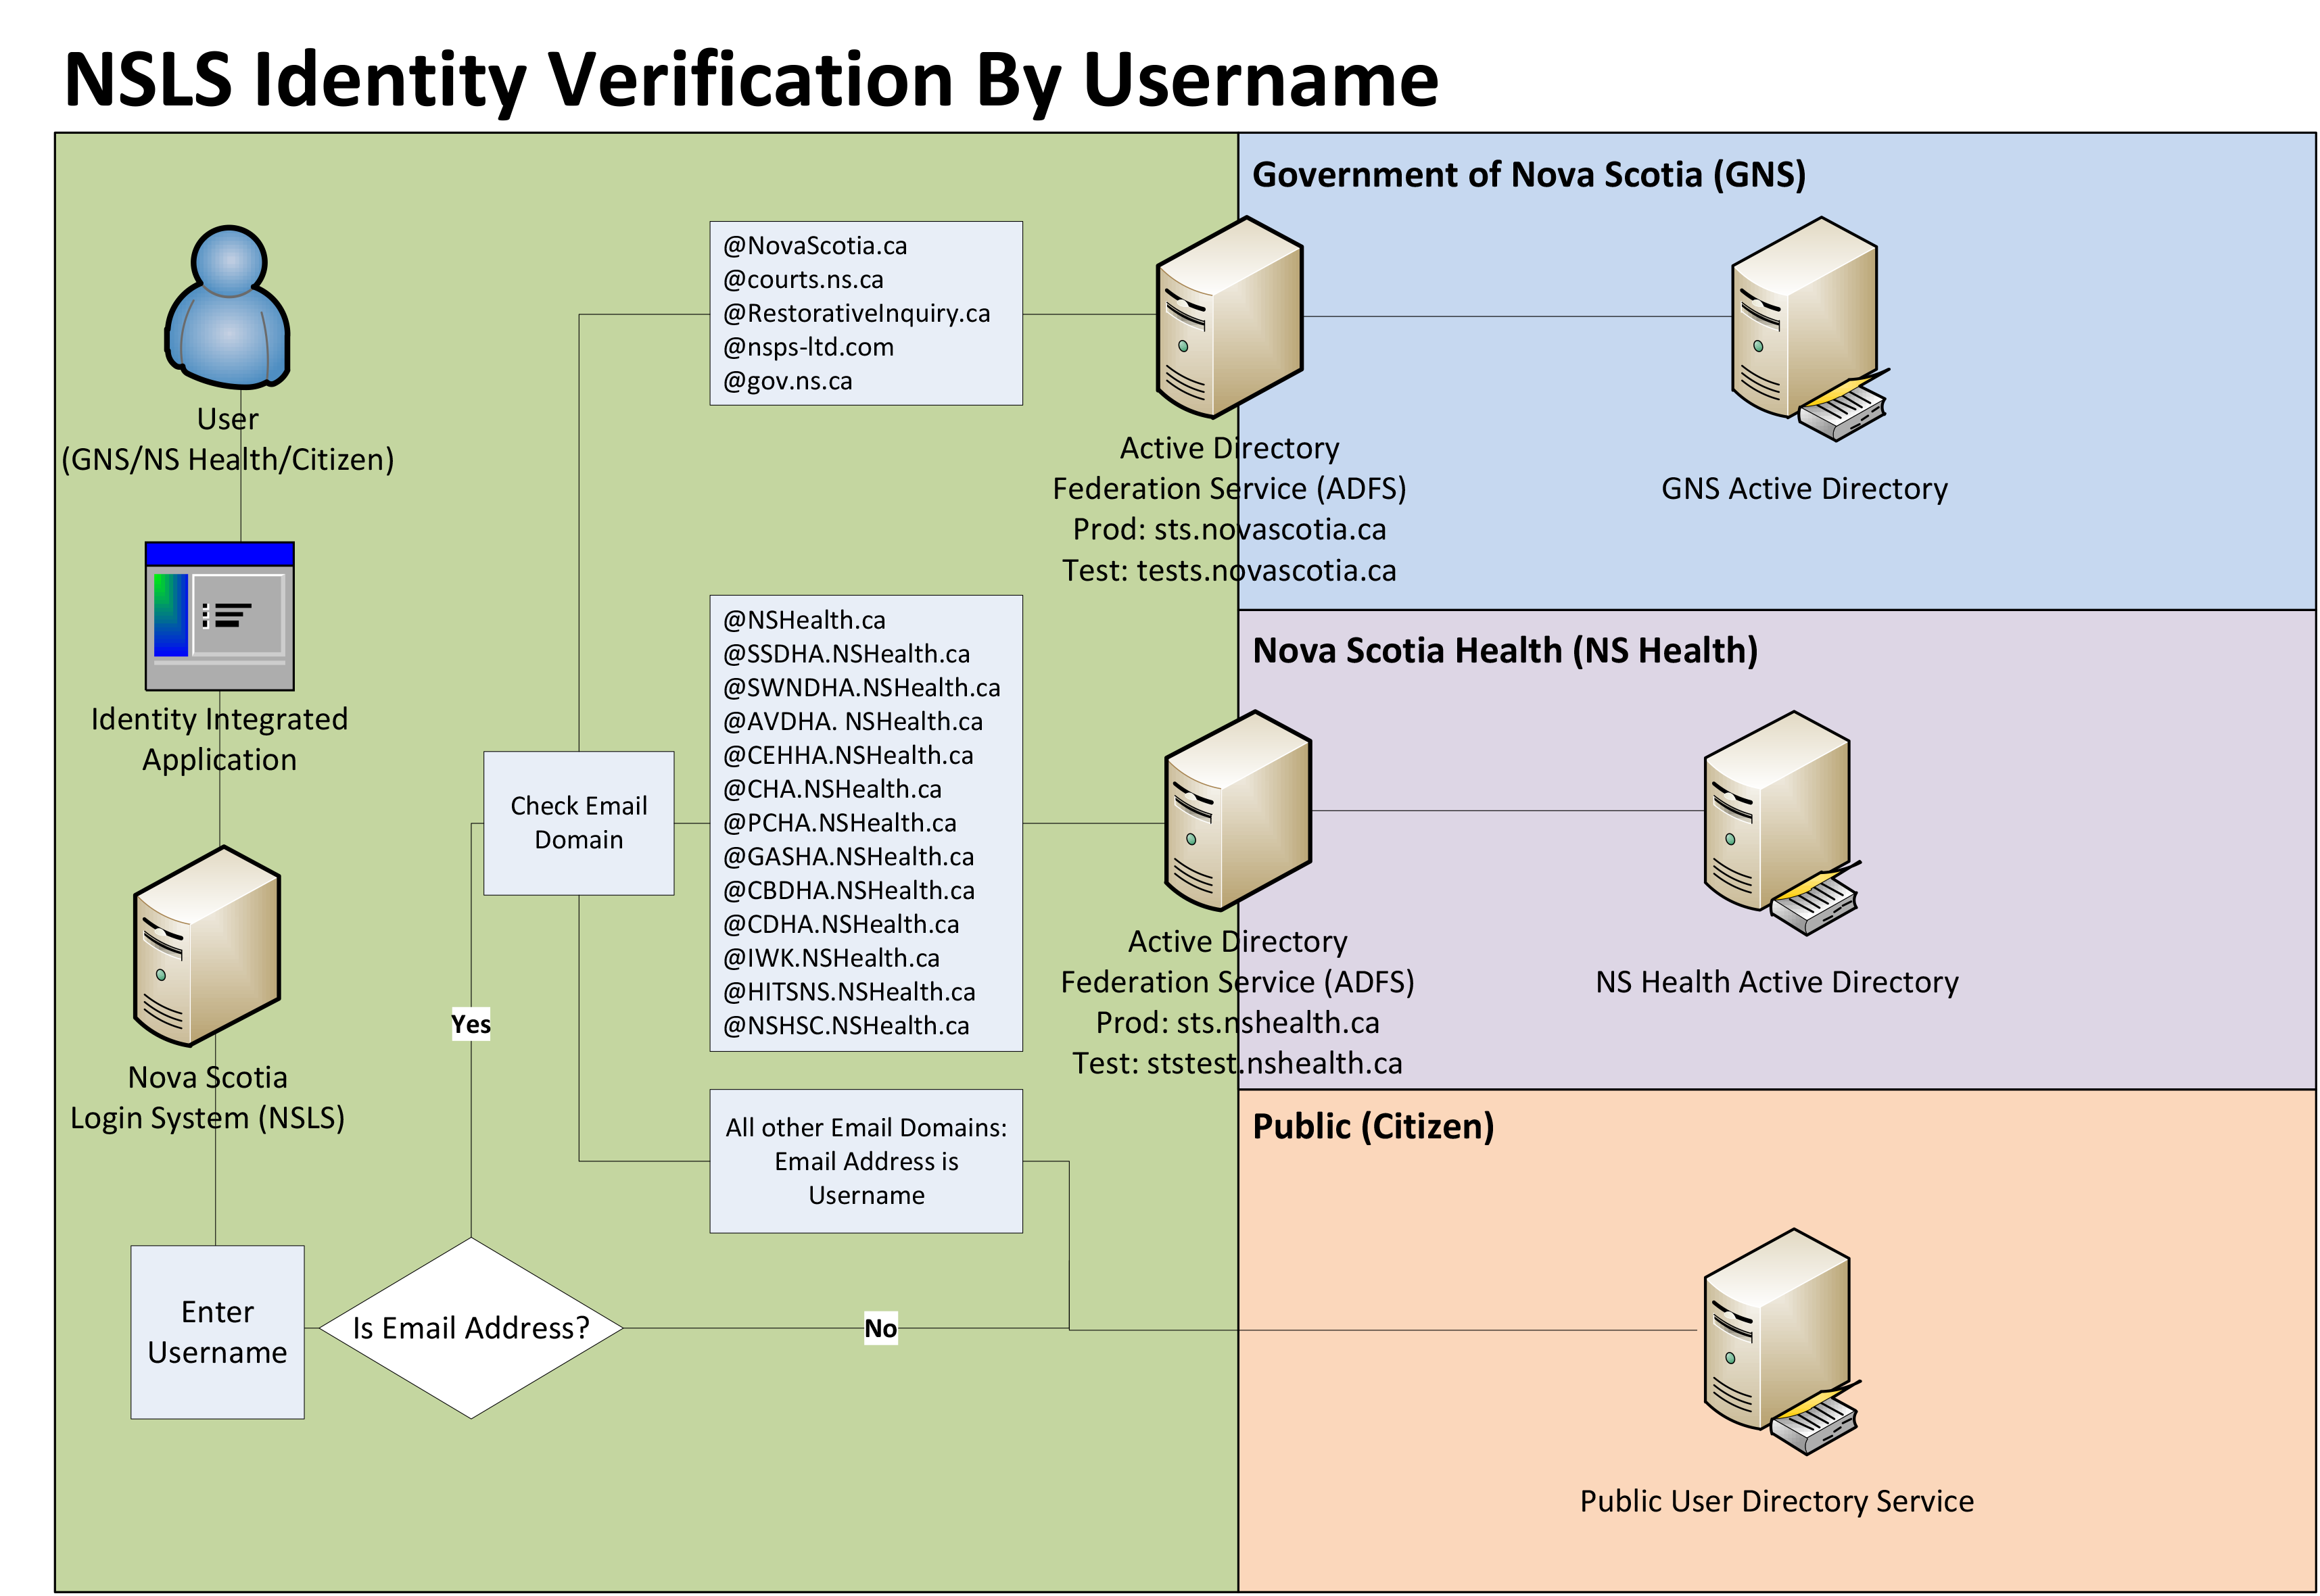 NSLS Identity Verification By Username
User
(GNS/NS Health/Citizen)
Identity Integrated
Application
Nova Scotia
Login System (NSLS)
Enter
Username
Is Email Address?
Yes
No
Check Email
Domain
@NovaScotia.ca
@courts.ns.ca
@RestorativeInquiry.ca
@nsps-ltd.com
@gov.ns.ca
@NSHealth.ca
@SSDHA.NSHealth.ca
@SWNDHA.NSHealth.ca
@AVDHA. NSHealth.ca
@CEHHA.NSHealth.ca
@CHA.NSHealth.ca
@PCHA.NSHealth.ca
@GASHA.NSHealth.ca
@CBDHA.NSHealth.ca
@CDHA.NSHealth.ca
@IWK.NSHealth.ca
@HITSNS.NSHealth.ca
@NSHSC.NSHealth.ca
All other Email Domains:
Email Address is
Username
Government of Nova Scotia (GNS)
Active Directory
Federation Service (ADFS)
Prod: sts.novascotia.ca
Test: tests.novascotia.ca
GNS Active Directory
Nova Scotia Health (NS Health)
Active Directory
Federation Service (ADFS)
Prod: sts.nshealth.ca
Test: ststest.nshealth.ca
NS Health Active Directory
Public (Citizen)
Public User Directory Service